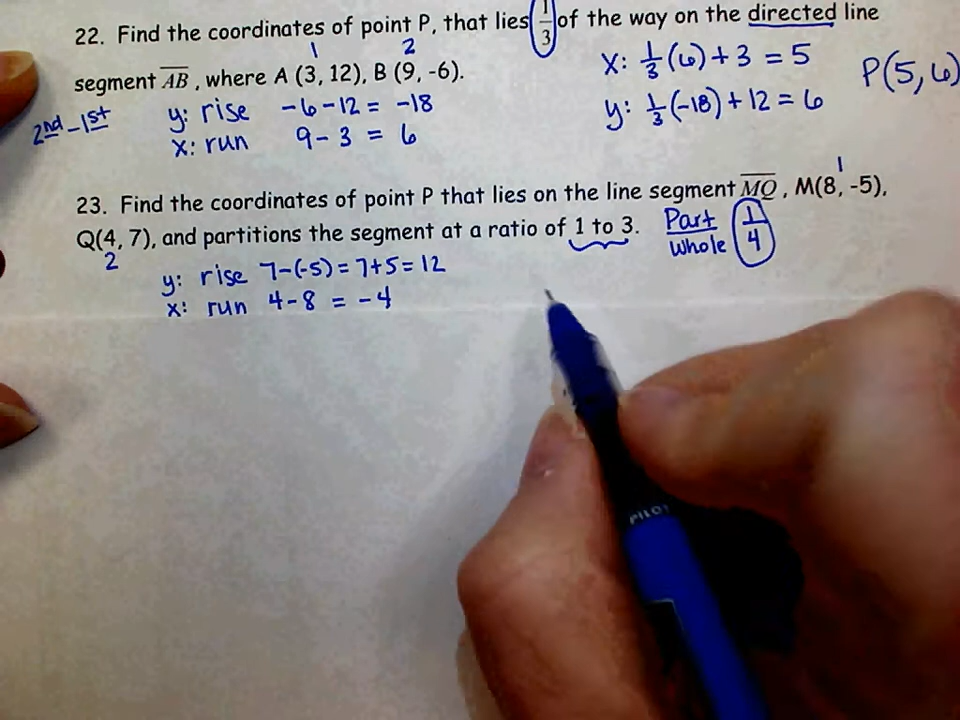 22. Find the coordinates of point P, that lies 1/3 of the way on the directed line
1 2
segment AB, where A (3, 12), B (9, -6).
x: 1/3(6)+3 = 5
P(5,6)
2nd-1st
y: rise -6-12 = -18
y: 1/3(-18)+12 = 6
x: run 9-3 = 6
1
23. Find the coordinates of point P that lies on the line segment MQ, M(8, -5),
Q(4, 7), and partitions the segment at a ratio of 1 to 3. Part/Whole 1/4
2
y: rise 7-(-5)=7+5=12
x: run 4-8 = -4
PILOT